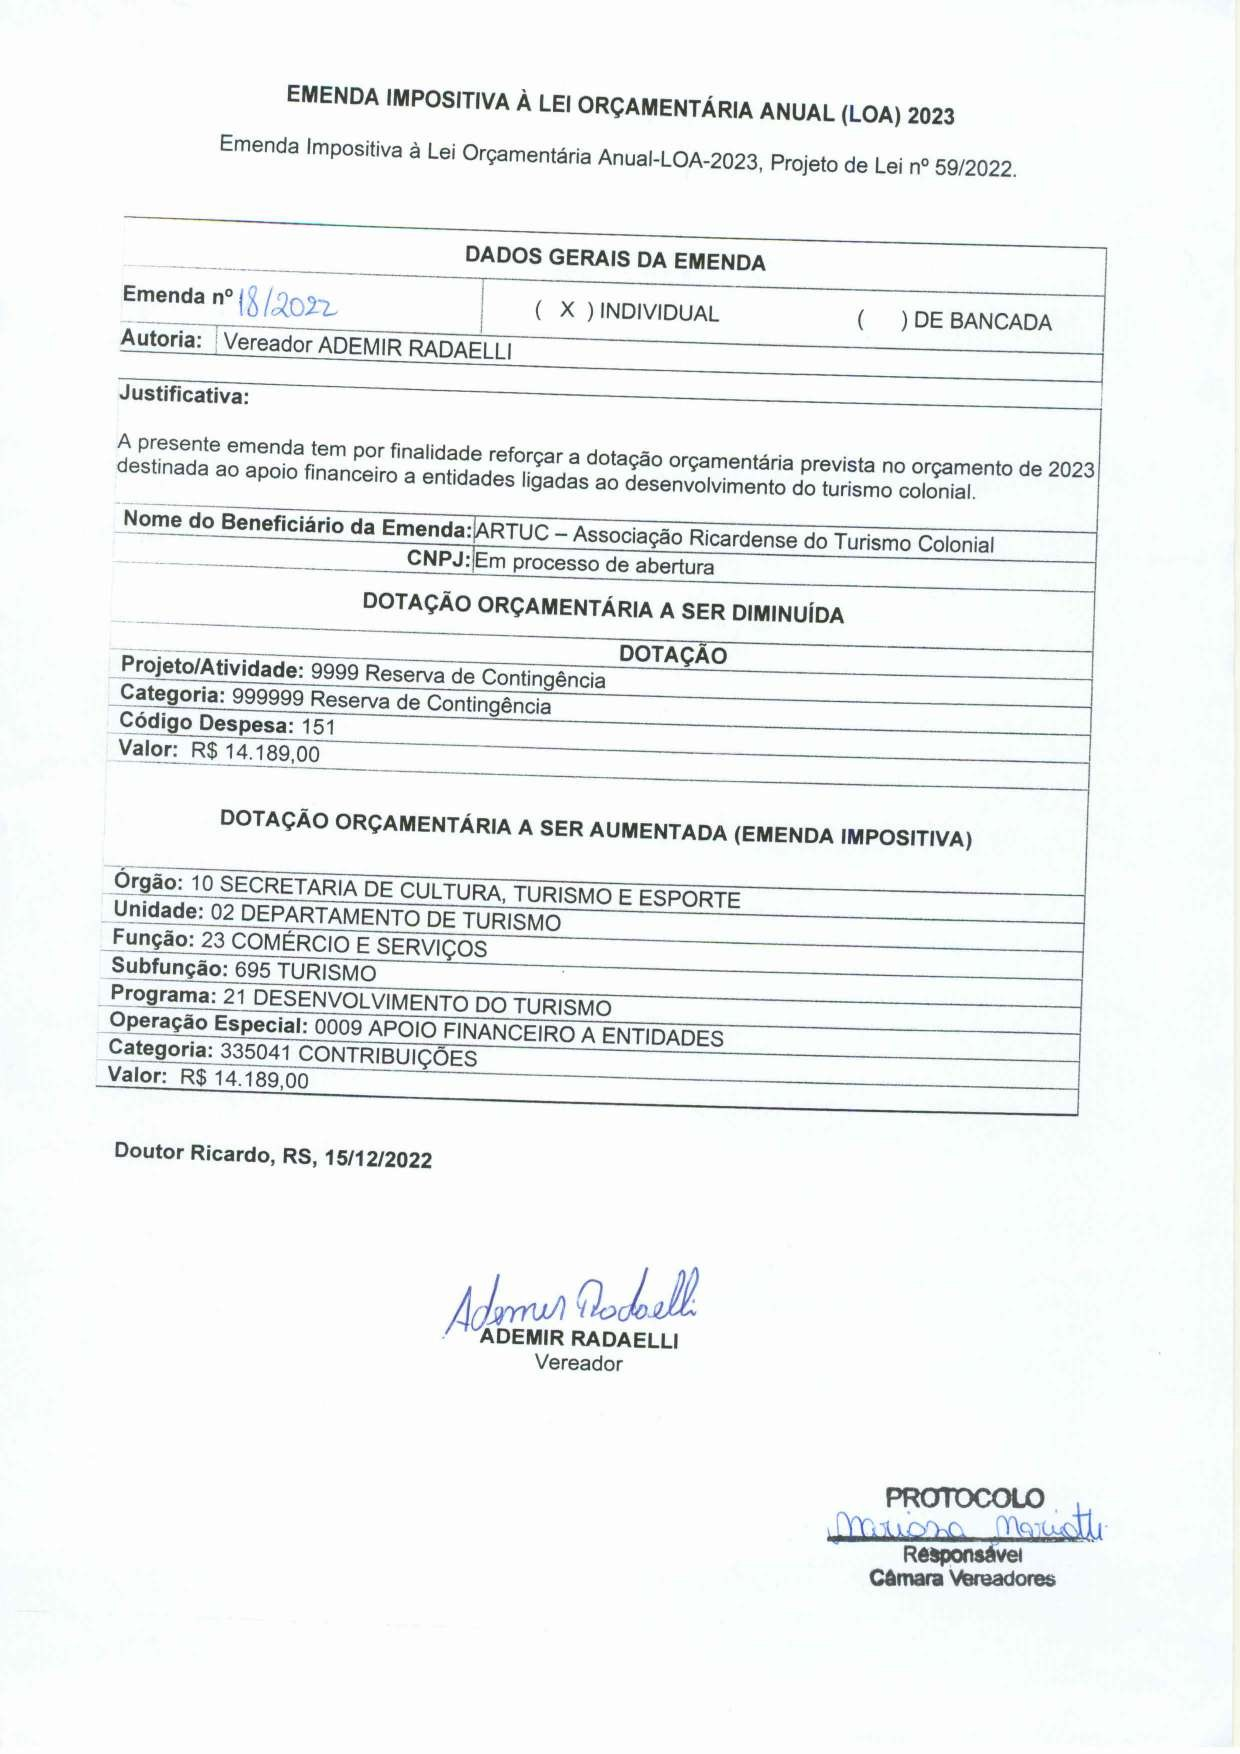 EMENDA IMPOSITIVA À LEI ORÇAMENTÁRIA ANUAL (LOA) 2023
Emenda Impositiva à Lei Orçamentária Anual-LOA-2023, Projeto de Lei nº 59/2022.
DADOS GERAIS DA EMENDA
Emenda nº 18/2022 ( X ) INDIVIDUAL ( ) DE BANCADA
Autoria: Vereador ADEMIR RADAELLI
Justificativa:
A presente emenda tem por finalidade reforçar a dotação orçamentária prevista no orçamento de 2023
destinada ao apoio financeiro a entidades ligadas ao desenvolvimento do turismo colonial.
Nome do Beneficiário da Emenda: ARTUC – Associação Ricardense do Turismo Colonial
CNPJ: Em processo de abertura
DOTAÇÃO ORÇAMENTÁRIA A SER DIMINUÍDA
DOTAÇÃO
Projeto/Atividade: 9999 Reserva de Contingência
Categoria: 999999 Reserva de Contingência
Código Despesa: 151
Valor: R$ 14.189,00
DOTAÇÃO ORÇAMENTÁRIA A SER AUMENTADA (EMENDA IMPOSITIVA)
Órgão: 10 SECRETARIA DE CULTURA, TURISMO E ESPORTE
Unidade: 02 DEPARTAMENTO DE TURISMO
Função: 23 COMÉRCIO E SERVIÇOS
Subfunção: 695 TURISMO
Programa: 21 DESENVOLVIMENTO DO TURISMO
Operação Especial: 0009 APOIO FINANCEIRO A ENTIDADES
Categoria: 335041 CONTRIBUIÇÕES
Valor: R$ 14.189,00
Doutor Ricardo, RS, 15/12/2022
Ademir Radaelli
ADEMIR RADAELLI
Vereador
PROTOCOLO
Mariana Mariotti
Responsável
Câmara Vereadores